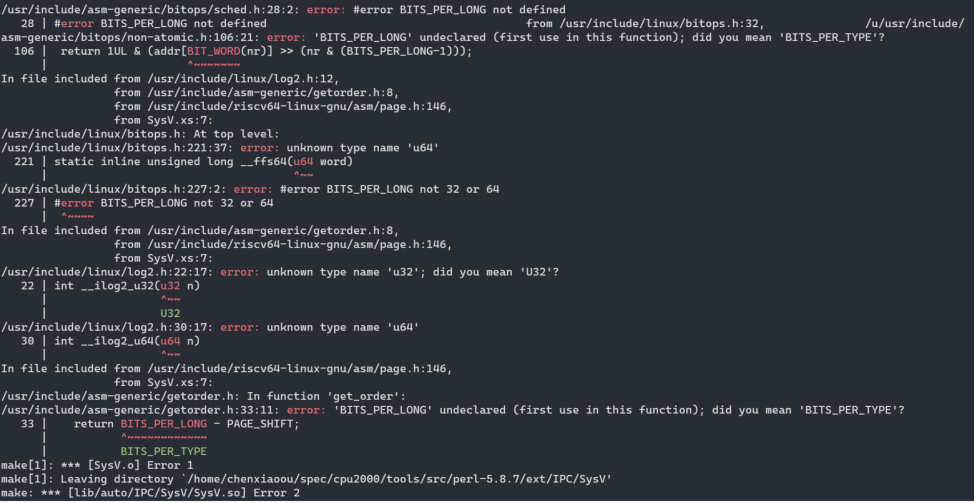 /usr/include/asm-generic/bitops/sched.h:28:2: error: #error BITS_PER_LONG not defined
   28 | #error BITS_PER_LONG not defined                                        from /usr/include/linux/bitops.h:32,                /u/usr/include/
asm-generic/bitops/non-atomic.h:106:21: error: 'BITS_PER_LONG' undeclared (first use in this function); did you mean 'BITS_PER_TYPE'?
  106 |  return 1UL & (addr[BIT_WORD(nr)] >> (nr & (BITS_PER_LONG-1)));
      |                     ^~~~~~~~
In file included from /usr/include/linux/log2.h:12,
                 from /usr/include/asm-generic/getorder.h:8,
                 from /usr/include/riscv64-linux-gnu/asm/page.h:146,
                 from SysV.xs:7:
/usr/include/linux/bitops.h: At top level:
/usr/include/linux/bitops.h:221:37: error: unknown type name 'u64'
  221 | static inline unsigned long __ffs64(u64 word)
      |                                     ^~~
/usr/include/linux/bitops.h:227:2: error: #error BITS_PER_LONG not 32 or 64
  227 | #error BITS_PER_LONG not 32 or 64
      |  ^~~~~
In file included from /usr/include/asm-generic/getorder.h:8,
                 from /usr/include/riscv64-linux-gnu/asm/page.h:146,
                 from SysV.xs:7:
/usr/include/linux/log2.h:22:17: error: unknown type name 'u32'; did you mean 'U32'?
   22 | int __ilog2_u32(u32 n)
      |                 ^~~
      |                 U32
/usr/include/linux/log2.h:30:17: error: unknown type name 'u64'
   30 | int __ilog2_u64(u64 n)
      |                 ^~~
In file included from /usr/include/riscv64-linux-gnu/asm/page.h:146,
                 from SysV.xs:7:
/usr/include/asm-generic/getorder.h: In function 'get_order':
/usr/include/asm-generic/getorder.h:33:11: error: 'BITS_PER_LONG' undeclared (first use in this function); did you mean 'BITS_PER_TYPE'?
   33 |    return BITS_PER_LONG - PAGE_SHIFT;
      |           ^~~~~~~~~~~~~
      |           BITS_PER_TYPE
make[1]: *** [SysV.o] Error 1
make[1]: Leaving directory `/home/chenxiaoou/spec/cpu2000/tools/src/perl-5.8.7/ext/IPC/SysV'
make: *** [lib/auto/IPC/SysV/SysV.so] Error 2